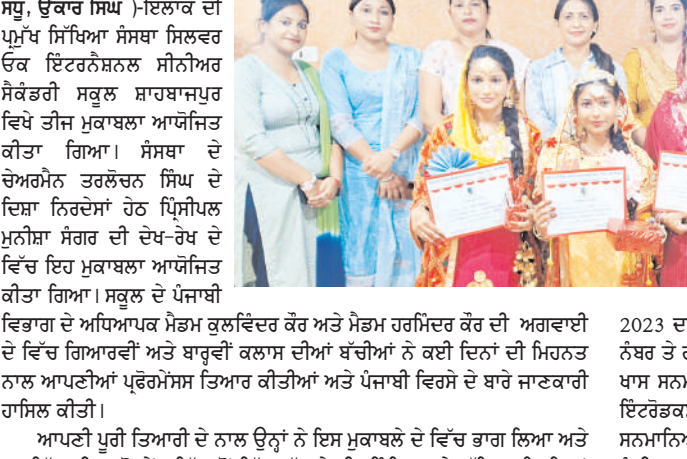 ਸਧੂ, ਉਂਕਾਰ ਸਿੰਘ )-ਇਲਾਕੇ ਦੀ
ਪ੍ਰਮੁੱਖ ਸਿੱਖਿਆ ਸੰਸਥਾ ਸਿਲਵਰ
ਓਕ ਇੰਟਰਨੈਸ਼ਨਲ ਸੀਨੀਅਰ
ਸੈਕੰਡਰੀ ਸਕੂਲ ਸ਼ਾਹਬਾਜਪੁਰ
ਵਿਖੇ ਤੀਜ ਮੁਕਾਬਲਾ ਆਯੋਜਿਤ
ਕੀਤਾ ਗਿਆ। ਸੰਸਥਾ ਦੇ
ਚੇਅਰਮੈਨ ਤਰਲੋਚਨ ਸਿੰਘ ਦੇ
ਦਿਸ਼ਾ ਨਿਰਦੇਸਾਂ ਹੇਠ ਪ੍ਰਿੰਸੀਪਲ
ਮੁਨੀਸ਼ਾ ਸੰਗਰ ਦੀ ਦੇਖ-ਰੇਖ ਦੇ
ਵਿੱਚ ਇਹ ਮੁਕਾਬਲਾ ਆਯੋਜਿਤ
ਕੀਤਾ ਗਿਆ। ਸਕੂਲ ਦੇ ਪੰਜਾਬੀ
ਵਿਭਾਗ ਦੇ ਅਧਿਆਪਕ ਮੈਡਮ ਕੁਲਵਿੰਦਰ ਕੌਰ ਅਤੇ ਮੈਡਮ ਹਰਮਿੰਦਰ ਕੌਰ ਦੀ ਅਗਵਾਈ
ਦੇ ਵਿੱਚ ਗਿਆਰਵੀਂ ਅਤੇ ਬਾਰ੍ਹਵੀਂ ਕਲਾਸ ਦੀਆਂ ਬੱਚੀਆਂ ਨੇ ਕਈ ਦਿਨਾਂ ਦੀ ਮਿਹਨਤ
ਨਾਲ ਆਪਣੀਆਂ ਪ੍ਰਫੋਰਮੇਂਸਸ ਤਿਆਰ ਕੀਤੀਆਂ ਅਤੇ ਪੰਜਾਬੀ ਵਿਰਸੇ ਦੇ ਬਾਰੇ ਜਾਣਕਾਰੀ
ਹਾਸਿਲ ਕੀਤੀ।
ਆਪਣੀ ਪੂਰੀ ਤਿਆਰੀ ਦੇ ਨਾਲ ਉਨ੍ਹਾਂ ਨੇ ਇਸ ਮੁਕਾਬਲੇ ਦੇ ਵਿੱਚ ਭਾਗ ਲਿਆ ਅਤੇ
2023 ਦਾ
ਨੰਬਰ ਤੇ
ਖਾਸ ਸਨਮ
ਇੰਟਰੋਡਕ
ਸਨਮਾਨਿਅ